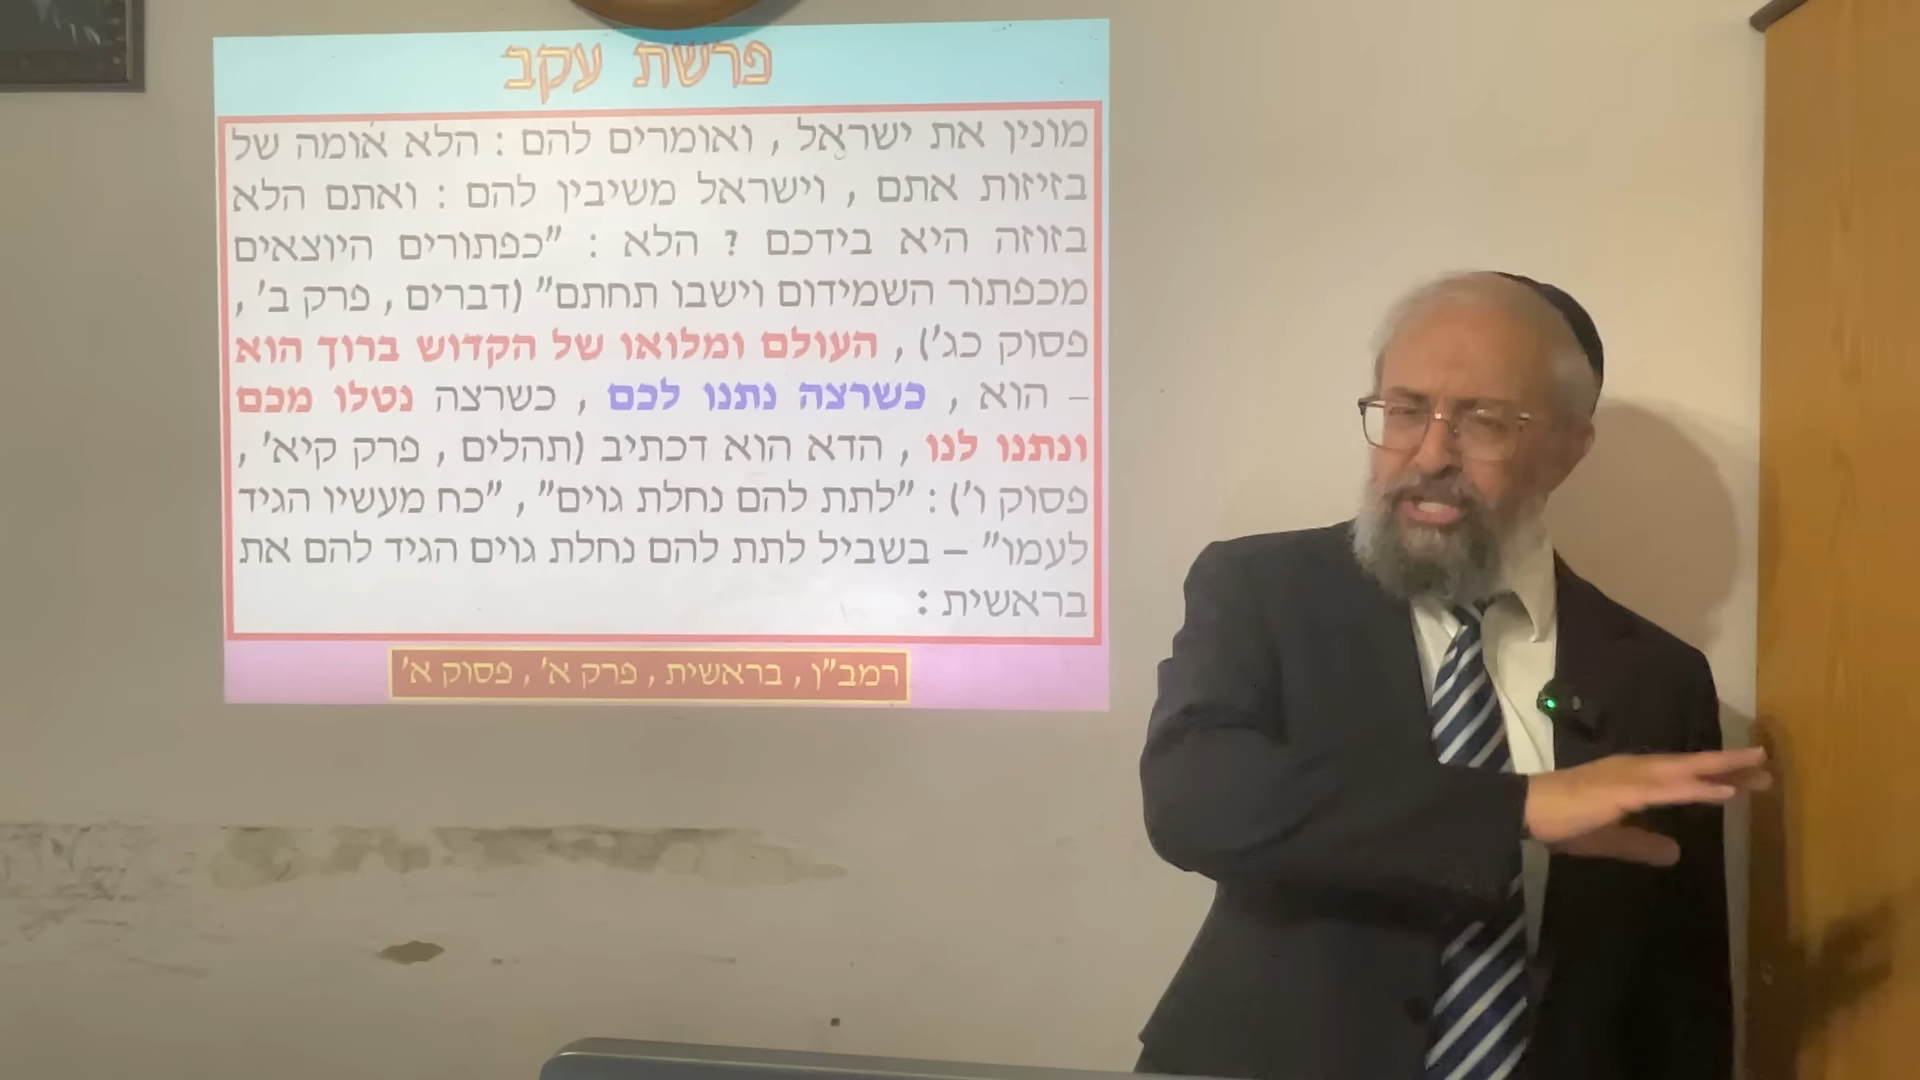 פרשת עקב
מונין את ישראל , ואומרים להם : הלא אומה של
בזיזות אתם , וישראל משיבין להם : ואתם הלא
בזוזה היא בידכם ? הלא : "כפתורים היוצאים
מכפתור השמידום וישבו תחתם" (דברים , פרק ב' ,
פסוק כג') , העולם ומלואו של הקדוש ברוך הוא
– הוא , כשרצה נתנו לכם , כשרצה נטלו מכם
ונתנו לנו , הדא הוא דכתיב (תהלים , פרק קיא' ,
פסוק ו') : "לתת להם נחלת גוים" , "כח מעשיו הגיד
לעמו" – בשביל לתת להם נחלת גוים הגיד להם את
בראשית :
רמב"ן , בראשית , פרק א' , פסוק א'